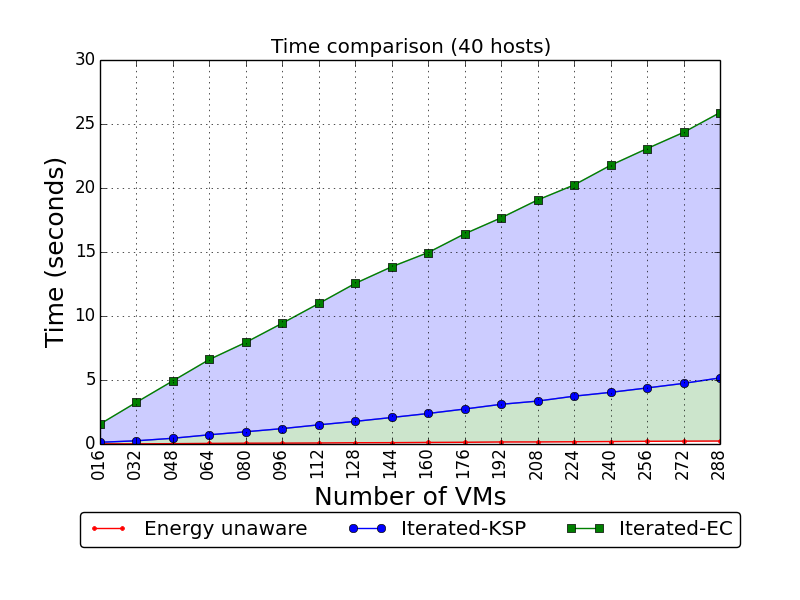 Time comparison (40 hosts)
30
25
20
15
10
5
0
Time (seconds)
016 032 048 064 080 096 112 128 144 160 176 192 208 224 240 256 272 288
Number of VMs
Energy unaware Iterated-KSP Iterated-EC